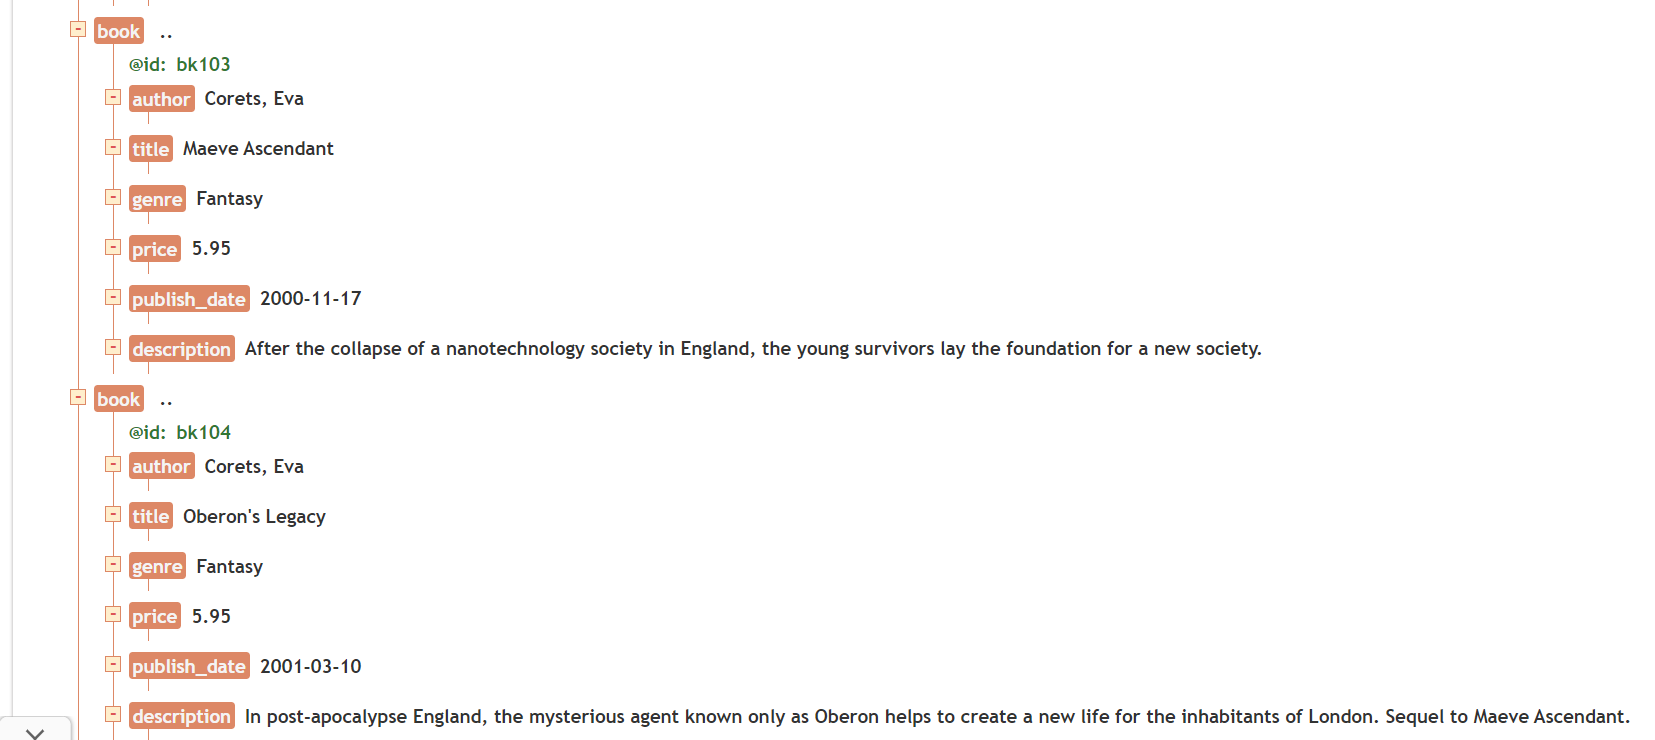 book ..
@id: bk103
author Corets, Eva
title Maeve Ascendant
genre Fantasy
price 5.95
publish_date 2000-11-17
description After the collapse of a nanotechnology society in England, the young survivors lay the foundation for a new society.
book ..
@id: bk104
author Corets, Eva
title Oberon's Legacy
genre Fantasy
price 5.95
publish_date 2001-03-10
description In post-apocalypse England, the mysterious agent known only as Oberon helps to create a new life for the inhabitants of London. Sequel to Maeve Ascendant.